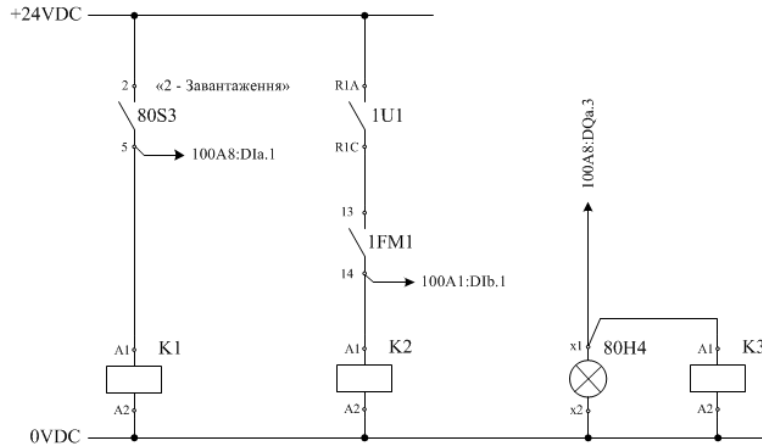 +24VDC
2 «2 - Завантаження» R1A
80S3 1U1
5 100A8:DIa.1 R1C
100A8:DQa.3
13
1FM1
14 100A1:DIb.1
A1 K1 A1 K2 x1 80H4 A1 K3
A2 A2 x2 A2
0VDC